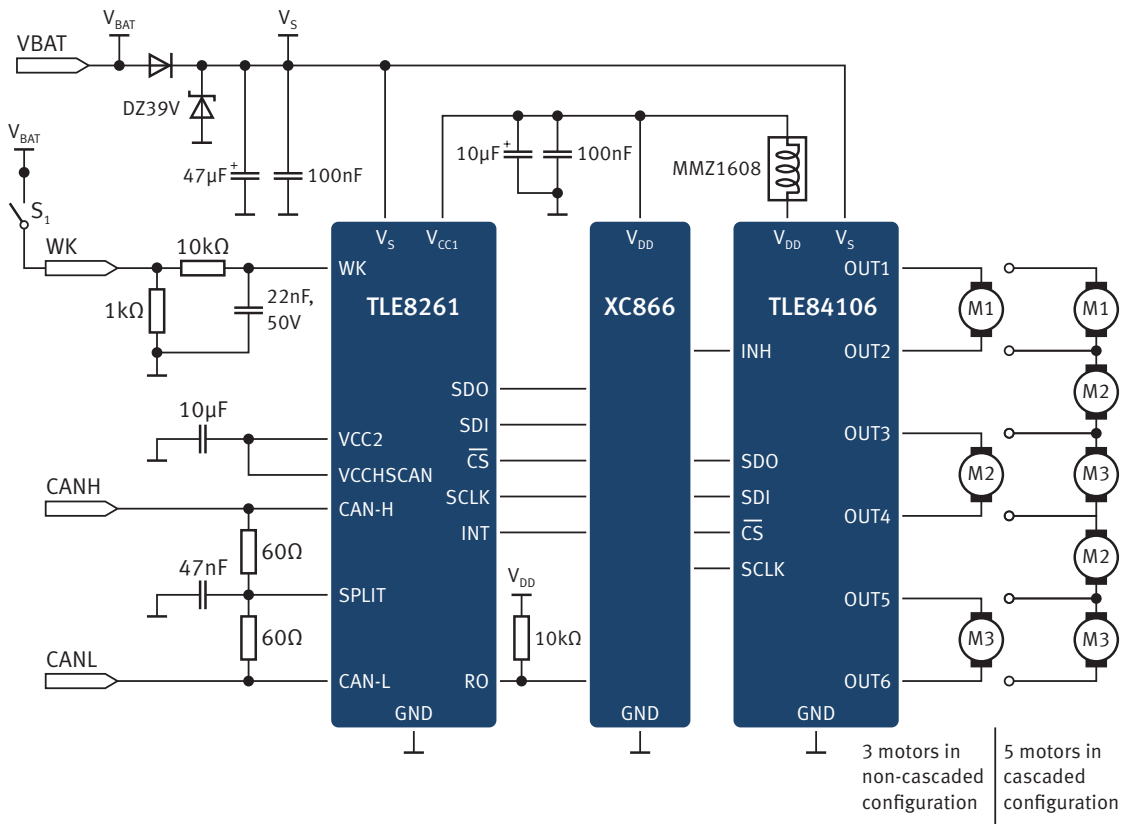 VBAT
VBAT
VS
DZ39V
47µF
+
100nF
10µF
+
100nF
MMZ1608
VBAT
S1
WK
10kΩ
1kΩ
22nF,
50V
10µF
CANH
60Ω
47nF
60Ω
CANL
VS
VCC1
WK
TLE8261
SDO
SDI
CS
SCLK
INT
VCC2
VCCHSCAN
CAN-H
SPLIT
CAN-L
RO
GND
VDD
10kΩ
VDD
XC866
GND
VDD
VS
TLE84106
INH
SDO
SDI
CS
SCLK
OUT1
OUT2
OUT3
OUT4
OUT5
OUT6
GND
M1
M2
M3
M1
M2
M3
M2
M3
3 motors in
non-cascaded
configuration
5 motors in
cascaded
configuration